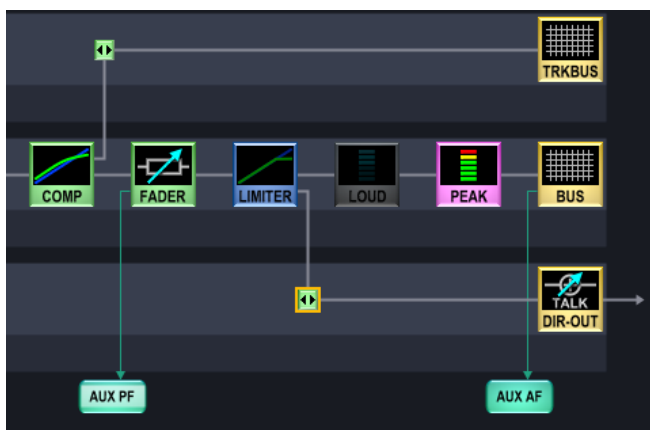 TRKBUS
COMP
FADER
LIMITER
LOUD
PEAK
BUS
TALK
DIR-OUT
AUX PF
AUX AF